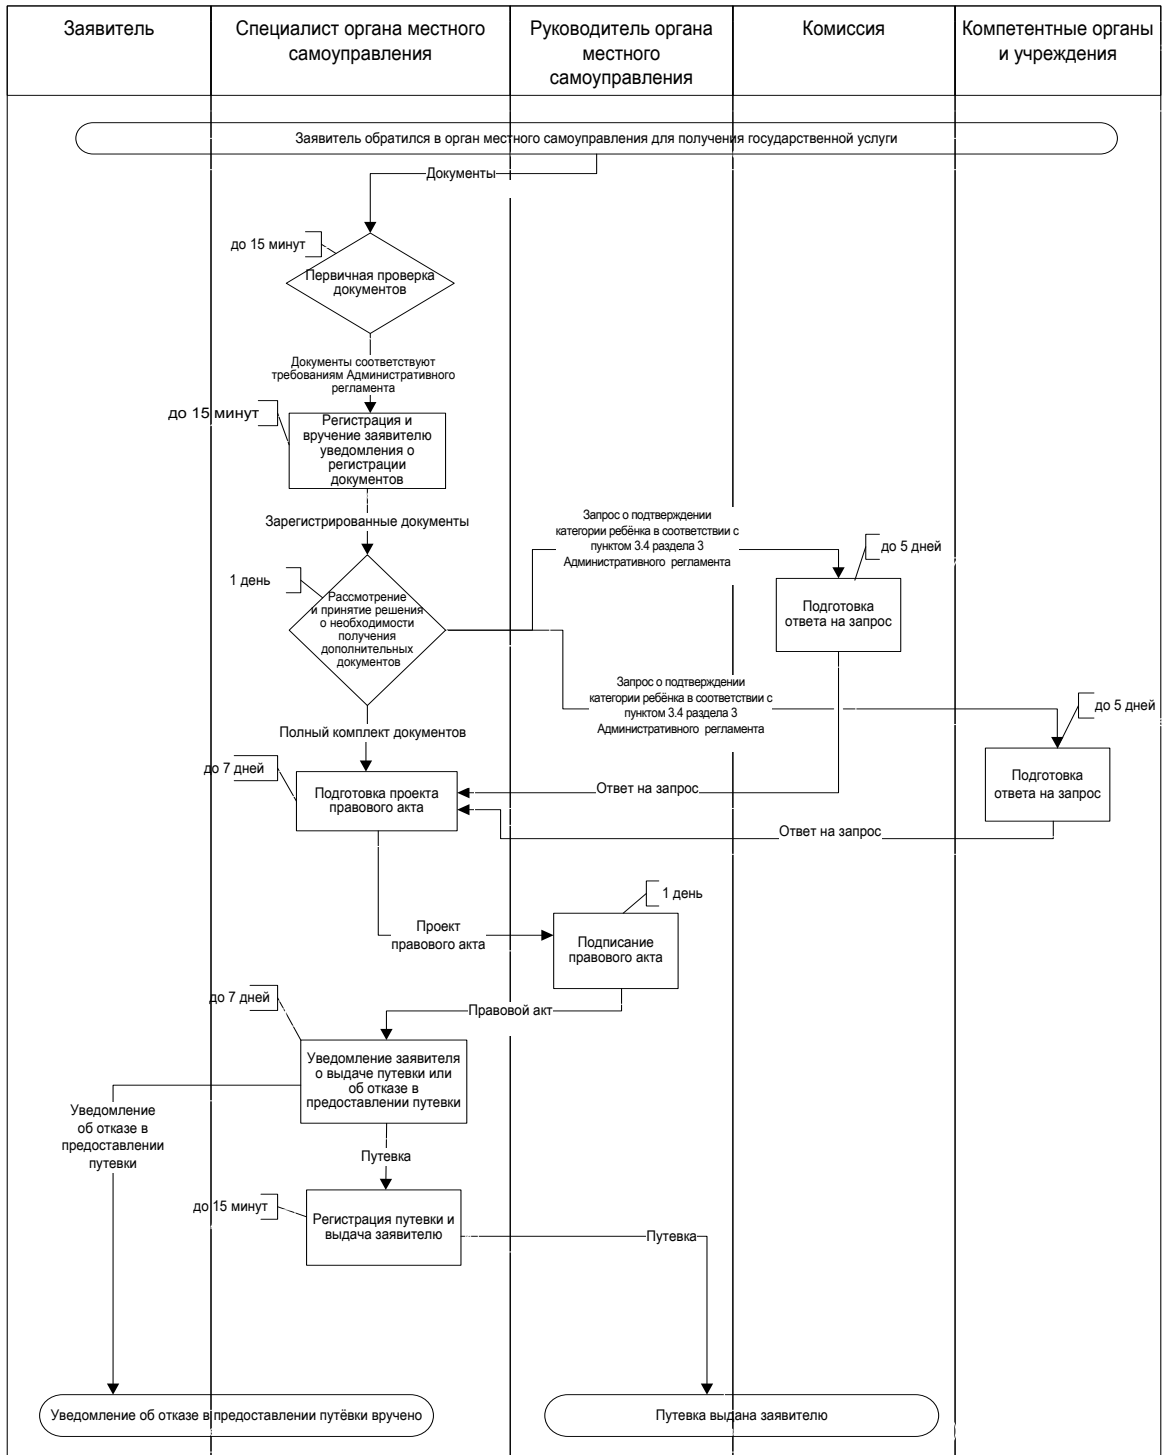 Заявитель
Специалист органа местного
самоуправления
Руководитель органа
местного
самоуправления
Комиссия
Компетентные органы
и учреждения
Заявитель обратился в орган местного самоуправления для получения государственной услуги
Документы
до 15 минут
Первичная проверка
документов
Документы соответствуют
требованиям Административного
регламента
до 15 минут
Регистрация и
вручение заявителю
уведомления о
регистрации
документов
Зарегистрированные документы
Запрос о подтверждении
категории ребёнка в соответствии с
пунктом 3.4 раздела 3
Административного регламента
до 5 дней
1 день
Рассмотрение
и принятие решения
о необходимости
получения
дополнительных
документов
Подготовка
ответа на запрос
Запрос о подтверждении
категории ребёнка в соответствии с
пунктом 3.4 раздела 3
Административного регламента
до 5 дней
Полный комплект документов
до 7 дней
Подготовка проекта
правового акта
Ответ на запрос
Подготовка
ответа на запрос
Ответ на запрос
1 день
Проект
правового акта
Подписание
правового акта
до 7 дней
Правовой акт
Уведомление заявителя
о выдаче путевки или
об отказе в
предоставлении путевки
Уведомление
об отказе в
предоставлении
путевки
Путевка
до 15 минут
Регистрация путевки и
выдача заявителю
Путевка
Уведомление об отказе в предоставлении путёвки вручено
Путевка выдана заявителю